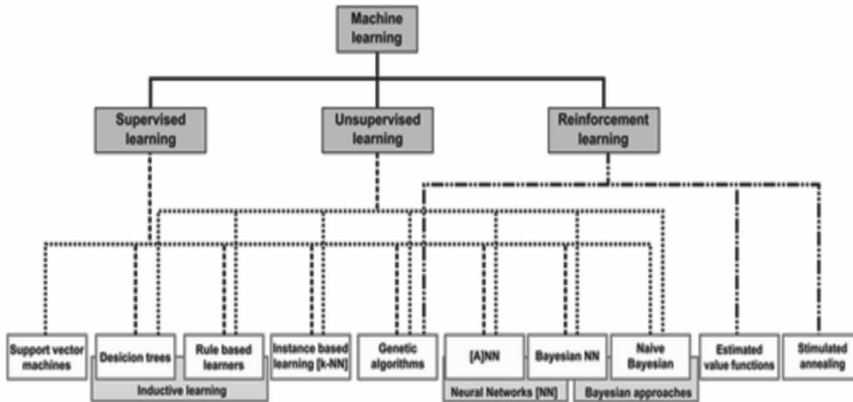 Machine
learning
Supervised
learning
Unsupervised
learning
Reinforcement
learning
Support vector
machines
Desicion trees
Rule based
learners
Instance based
learning [k-NN]
Genetic
algorithms
[A]NN
Bayesian NN
Naive
Bayesian
Estimated
value functions
Stimulated
annealing
Inductive learning
Neural Networks [NN]
Bayesian approaches